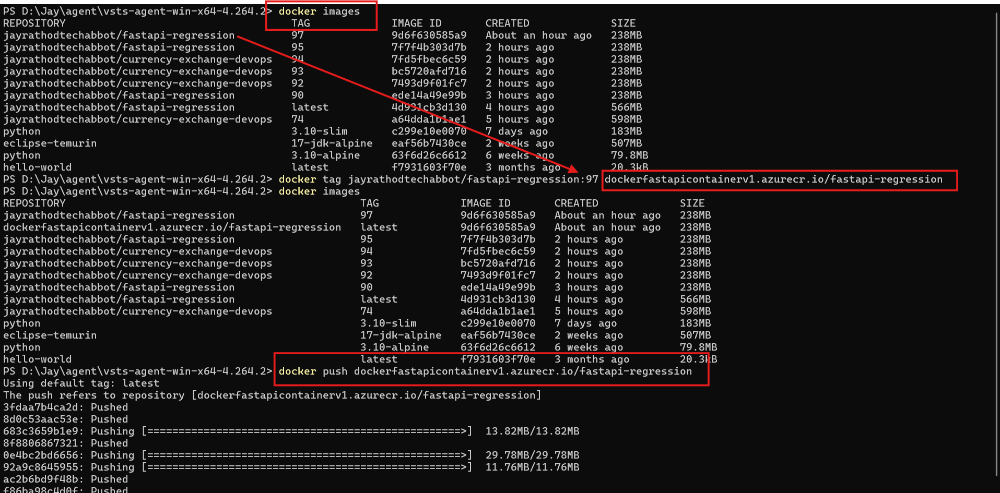 PS D:\Jay\agent\vsts-agent-win-x64-4.264.2> docker images
REPOSITORY TAG IMAGE ID CREATED SIZE
jayrathodtechabbot/fastapi-regression 97 9d6f630585a9 About an hour ago 238MB
jayrathodtechabbot/fastapi-regression 95 7f7f4b303d7b 2 hours ago 238MB
jayrathodtechabbot/currency-exchange-devops 94 7fd5fbec6c59 2 hours ago 238MB
jayrathodtechabbot/currency-exchange-devops 93 bc5720afd716 2 hours ago 238MB
jayrathodtechabbot/currency-exchange-devops 92 7493d9f01fc7 2 hours ago 238MB
jayrathodtechabbot/fastapi-regression 90 ede14a49e99b 3 hours ago 238MB
jayrathodtechabbot/fastapi-regression latest 4d931cb3d130 4 hours ago 566MB
jayrathodtechabbot/currency-exchange-devops 74 a64dda1b1ae1 5 hours ago 598MB
python 3.10-slim c299e10e0070 7 days ago 183MB
eclipse-temurin 17-jdk-alpine eaf56b7430ce 2 weeks ago 507MB
python 3.10-alpine 63f6d26c6612 6 weeks ago 79.8MB
hello-world latest f7931603f70e 3 months ago 20.3kB
PS D:\Jay\agent\vsts-agent-win-x64-4.264.2> docker tag jayrathodtechabbot/fastapi-regression:97 dockerfastapicontainerv1.azurecr.io/fastapi-regression
PS D:\Jay\agent\vsts-agent-win-x64-4.264.2> docker images
REPOSITORY TAG IMAGE ID CREATED SIZE
jayrathodtechabbot/fastapi-regression 97 9d6f630585a9 About an hour ago 238MB
dockerfastapicontainerv1.azurecr.io/fastapi-regression latest 9d6f630585a9 About an hour ago 238MB
jayrathodtechabbot/fastapi-regression 95 7f7f4b303d7b 2 hours ago 238MB
jayrathodtechabbot/currency-exchange-devops 94 7fd5fbec6c59 2 hours ago 238MB
jayrathodtechabbot/currency-exchange-devops 93 bc5720afd716 2 hours ago 238MB
jayrathodtechabbot/currency-exchange-devops 92 7493d9f01fc7 2 hours ago 238MB
jayrathodtechabbot/fastapi-regression 90 ede14a49e99b 3 hours ago 238MB
jayrathodtechabbot/fastapi-regression latest 4d931cb3d130 4 hours ago 566MB
jayrathodtechabbot/currency-exchange-devops 74 a64dda1b1ae1 5 hours ago 598MB
python 3.10-slim c299e10e0070 7 days ago 183MB
eclipse-temurin 17-jdk-alpine eaf56b7430ce 2 weeks ago 507MB
python 3.10-alpine 63f6d26c6612 6 weeks ago 79.8MB
hello-world latest f7931603f70e 3 months ago 20.3kB
PS D:\Jay\agent\vsts-agent-win-x64-4.264.2> docker push dockerfastapicontainerv1.azurecr.io/fastapi-regression
Using default tag: latest
The push refers to repository [dockerfastapicontainerv1.azurecr.io/fastapi-regression]
3fdaa7b4ca2d: Pushed
8d0c53aac53e: Pushed
683c3659b1e9: Pushing [==================================================>] 13.82MB/13.82MB
8f8806867321: Pushed
0e4bc2bd6656: Pushing [==================================================>] 29.78MB/29.78MB
92a9c8645955: Pushing [==================================================>] 11.76MB/11.76MB
ac2b6bd9f48b: Pushed
f86ba98c4d0f: Pushed